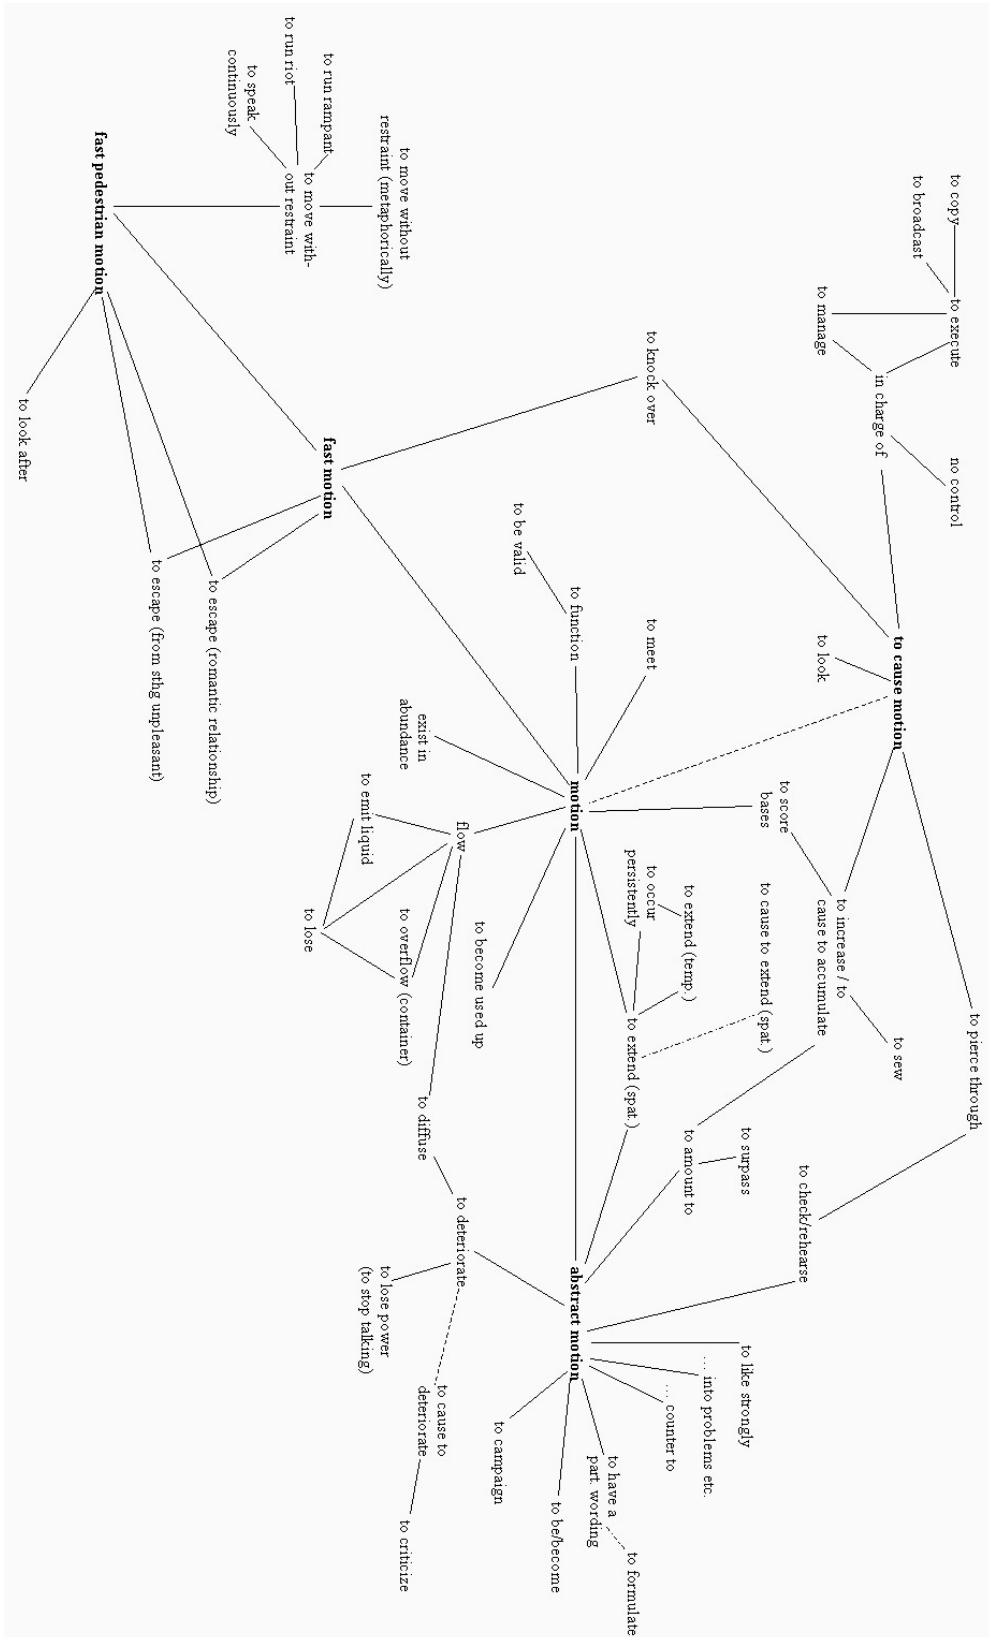 to copy
to broadcast
to execute
to manage
in charge of
no control
to cause motion
to look
to pierce through
to sew
to increase / to
cause to accumulate
to score
bases
to check/rehearse
to cause to extend (spat.)
to surpass
to amount to
to like strongly
... into problems etc.
.... counter to
to extend (temp.)
to occur
persistently
to extend (spat.)
to formulate
to have a
part. wording
to knock over
to meet
to function
to be valid
motion
abstract motion
to be/become
to campaign
to become used up
flow
to deteriorate
to cause to
deteriorate
to criticize
exist in
abundance
to overflow (container)
to diffuse
to lose power
(to stop talking)
to emit liquid
to lose
to move without
restraint (metaphorically)
to run rampant
to move with-
out restraint
to run riot
to speak
continuously
fast motion
to escape (romantic relationship)
to escape (from sthg unpleasant)
fast pedestrian motion
to look after